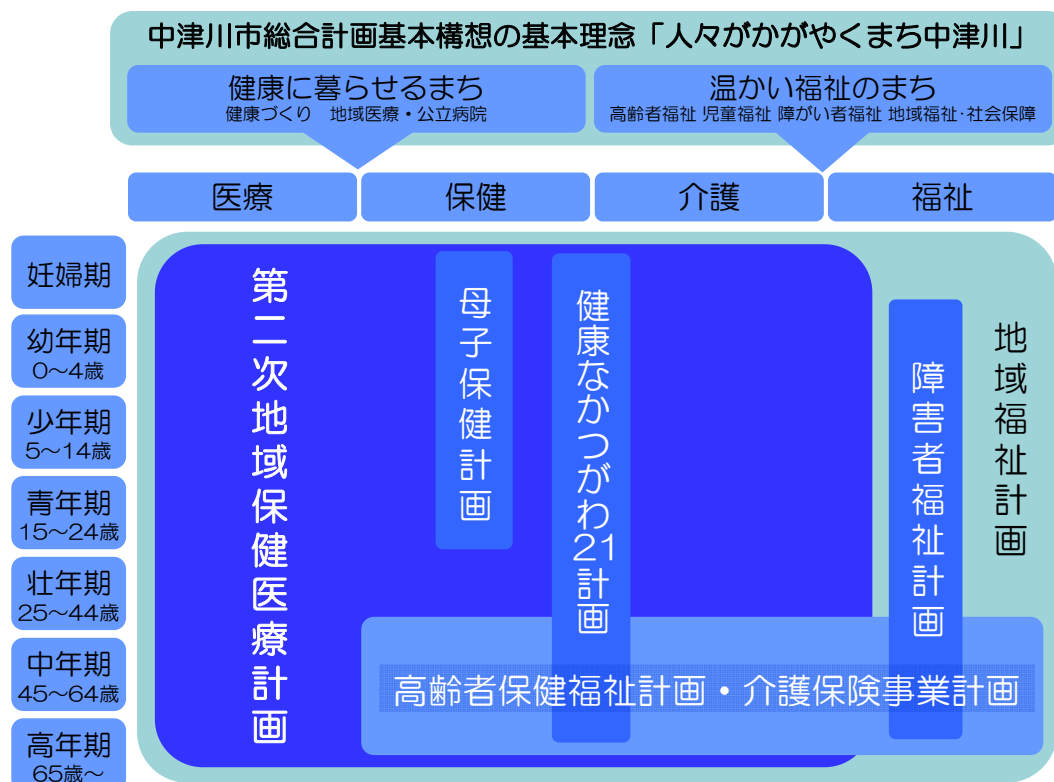 中津川市総合計画基本構想の基本理念「人々がかがやくまち中津川」
健康に暮らせるまち
健康づくり　地域医療・公立病院
温かい福祉のまち
高齢者福祉 児童福祉 障がい者福祉 地域福祉・社会保障
医療
保健
介護
福祉
妊婦期
幼年期
0～4歳
少年期
5～14歳
青年期
15～24歳
壮年期
25～44歳
中年期
45～64歳
高年期
65歳～
第二次地域保健医療計画
母子保健計画
健康なかつがわ21計画
障害者福祉計画
地域福祉計画
高齢者保健福祉計画・介護保険事業計画